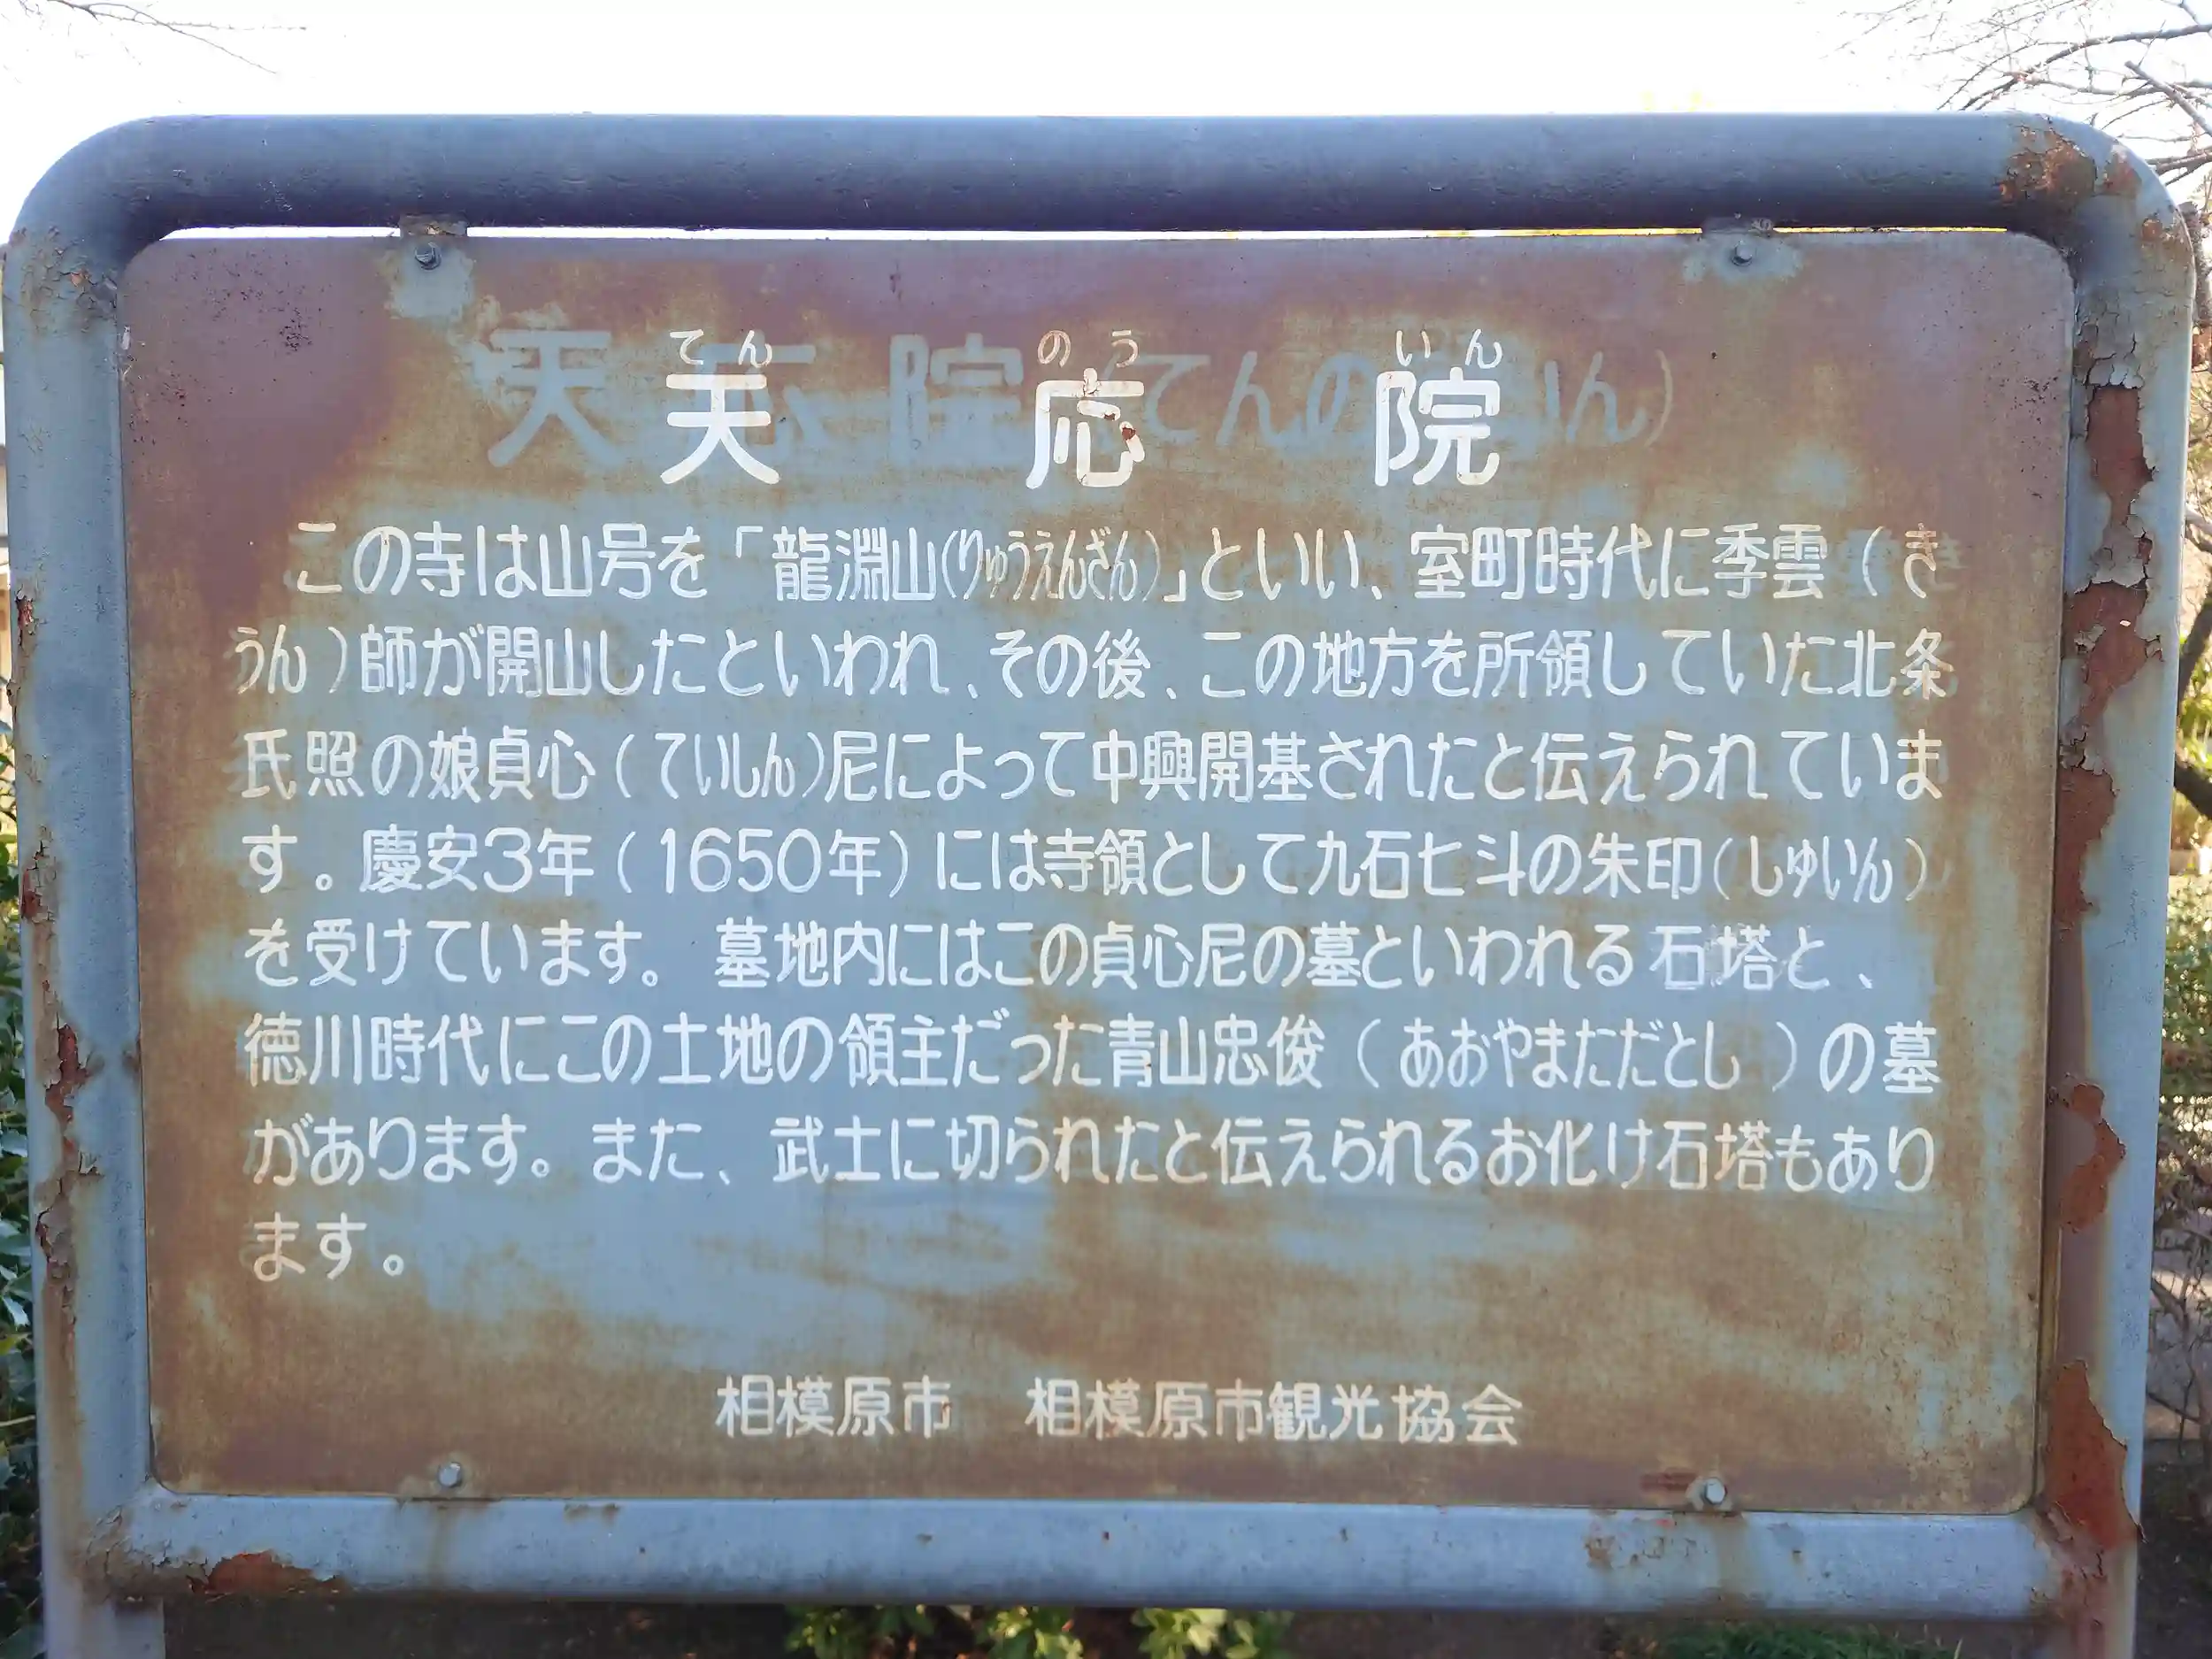 てん のう いん
天 応 院
この寺は山号を「龍淵山(りゅうえんざん)」といい、室町時代に季雲(き
うん)師が開山したといわれ、その後、この地方を所領していた北条
氏照の娘貞心(ていしん)尼によって中興開基されたと伝えられていま
す。慶安3年(1650年)には寺領として九石七斗の朱印(しゅいん)
を受けています。 墓地内にはこの貞心尼の墓といわれる石塔と、
徳川時代にこの土地の領主だった青山忠俊(あおやまただとし)の墓
があります。また、武士に切られたと伝えられるお化け石塔もあり
ます。
相模原市 相模原市観光協会